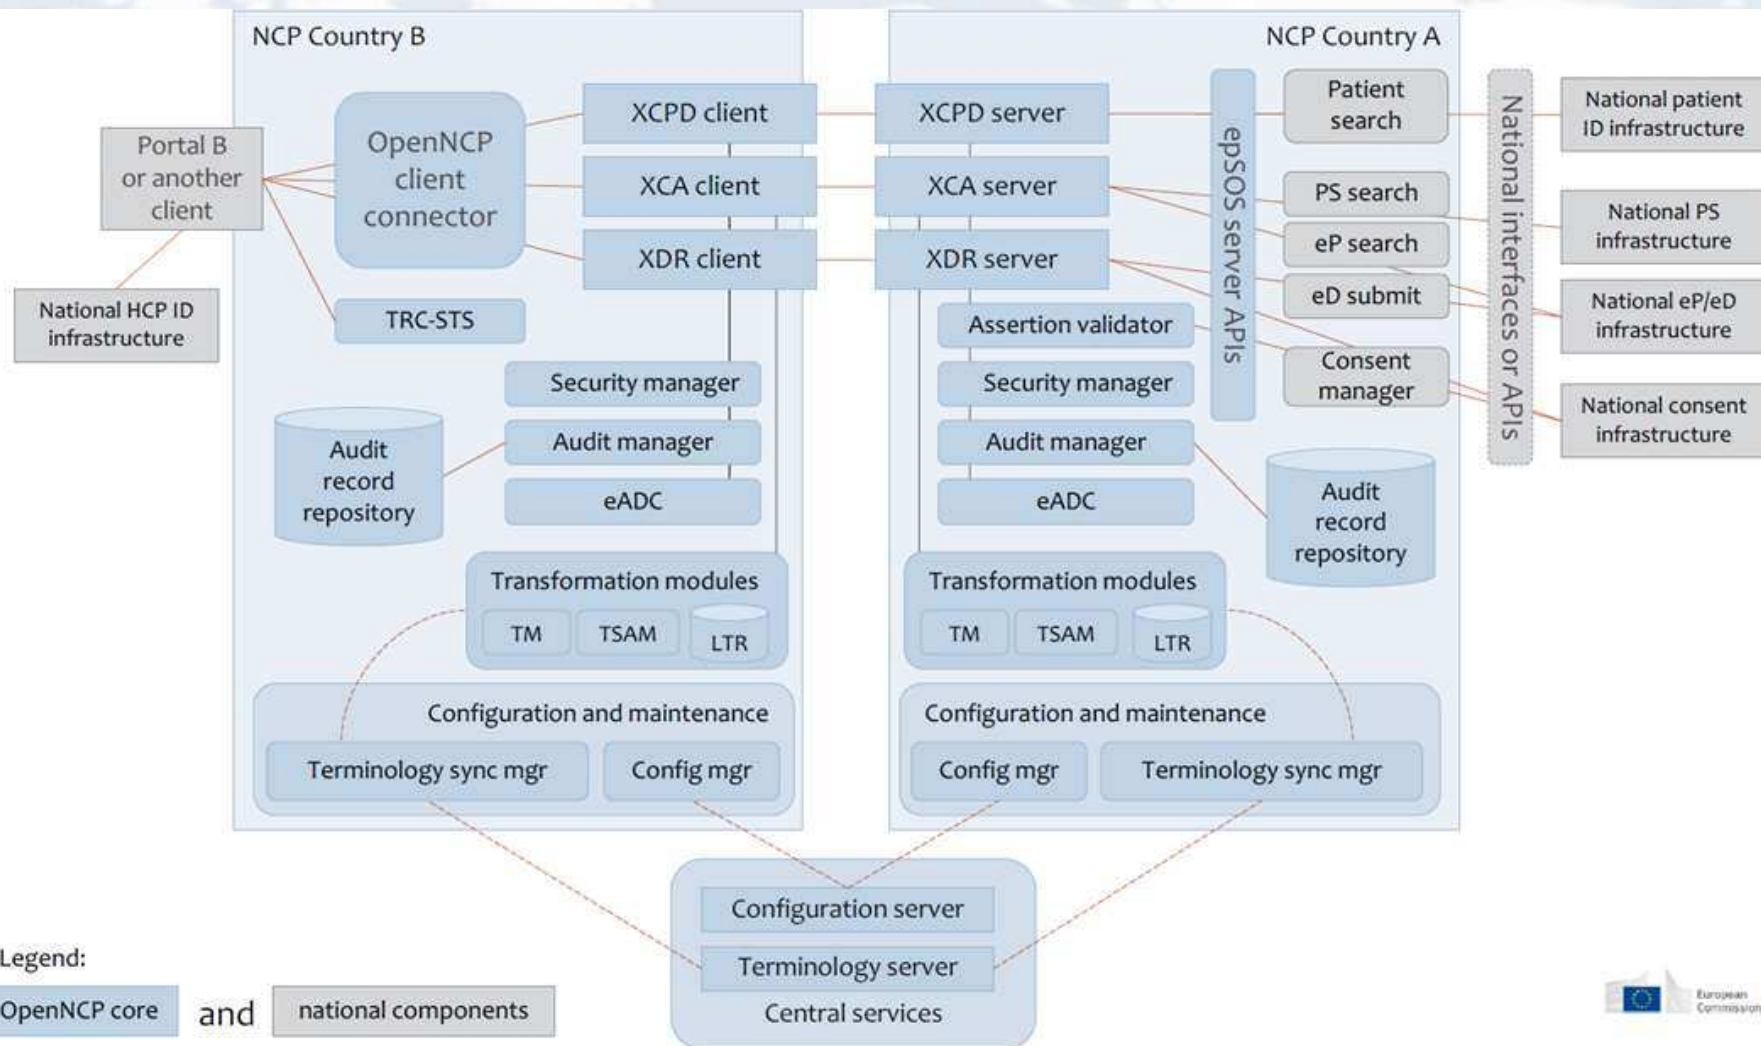 NCP Country B
NCP Country A
Portal B
or another
client
National HCP ID
infrastructure
OpenNCP
client
connector
TRC-STS
XCPD client
XCA client
XDR client
Security manager
Audit manager
eADC
Audit
record
repository
Transformation modules
TM
TSAM
LTR
Configuration and maintenance
Terminology sync mgr
Config mgr
XCPD server
XCA server
XDR server
Assertion validator
Security manager
Audit manager
eADC
epSOS server APIs
Patient
search
PS search
eP search
eD submit
Consent
manager
National interfaces or APIs
National patient
ID infrastructure
National PS
infrastructure
National eP/eD
infrastructure
National consent
infrastructure
Audit
record
repository
Transformation modules
TM
TSAM
LTR
Configuration and maintenance
Config mgr
Terminology sync mgr
Configuration server
Terminology server
Central services
Legend:
OpenNCP core
and
national components
European
Commission